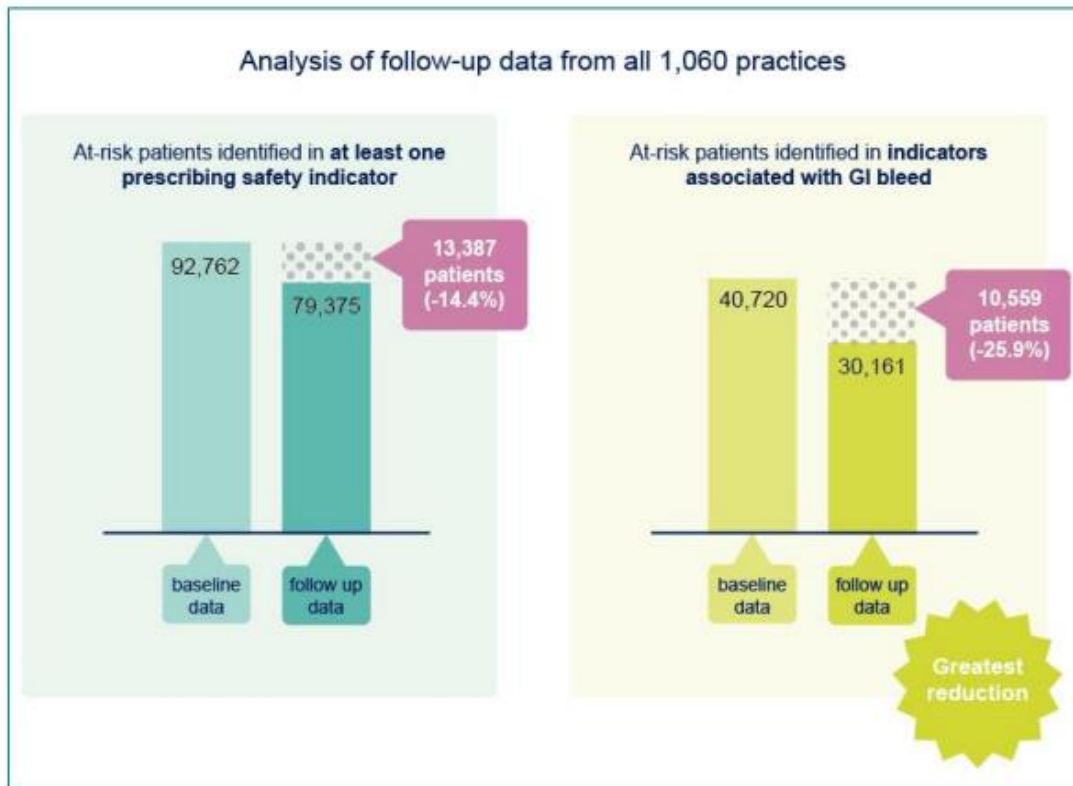 Analysis of follow-up data from all 1,060 practices
At-risk patients identified in at least one
prescribing safety indicator
92,762
79,375
13,387
patients
(-14.4%)
baseline
data
follow up
data
At-risk patients identified in indicators
associated with GI bleed
40,720
30,161
10,559
patients
(-25.9%)
baseline
data
follow up
data
Greatest
reduction